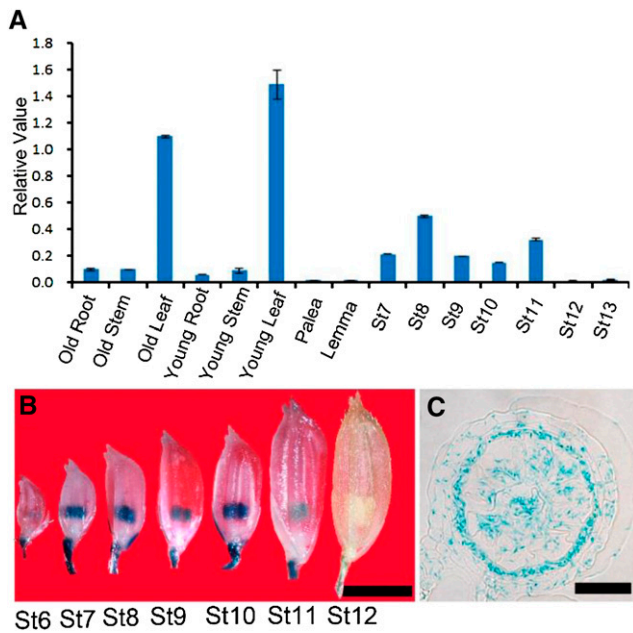 A
Relative Value
1.8
1.6
1.4
1.2
1.0
0.8
0.6
0.4
0.2
0.0
Old Root
Old Stem
Old Leaf
Young Root
Young Stem
Young Leaf
Palea
Lemma
St7
St8
St9
St10
St11
St12
St13
B
C
St6 St7 St8 St9 St10 St11 St12